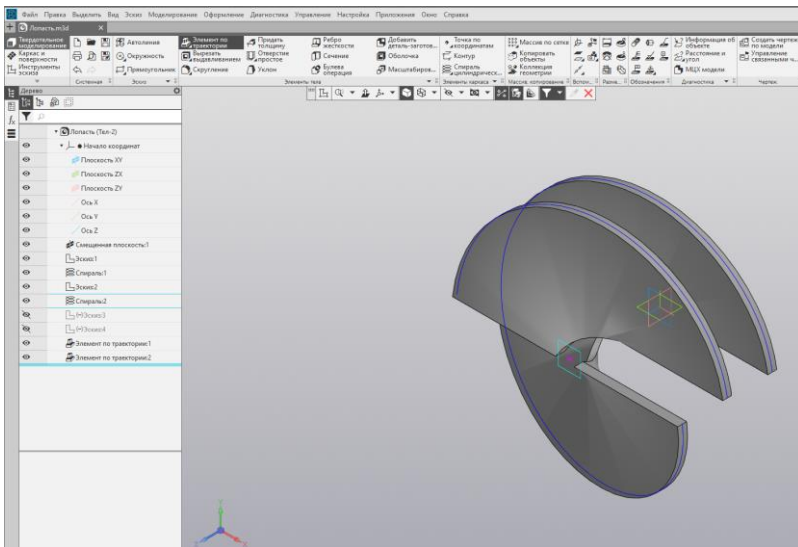 Файл Правка Выделить Вид Эскиз Моделирование Оформление Диагностика Управление Настройка Приложения Окно Справка
Лопасть.m3d
Твердотельное моделирование
Каркас и поверхности
Инструменты эскиза
Системная
Автолиния
Окружность
Прямоугольник
Эскиз
Элемент по траектории
Вырезать выдавливанием
Скругление
Придать толщину
Отверстие простое
Уклон
Ребро жесткости
Сечение
Булева операция
Добавить деталь-заготов...
Оболочка
Масштабиров...
Элементы тела
Точка по координатам
Контур
Спираль цилиндрическ...
Элементы каркаса
Массив по сетке
Копировать объекты
Коллекция геометрии
Массив, копирование
Вспом...
Разме...
Обозначения
Информация об объекте
Расстояние и угол
МЦХ модели
Диагностика
Создать чертеж по модели
Управление связанными ч...
Чертеж
Дерево
Лопасть (Тел-2)
Начало координат
Плоскость XY
Плоскость ZX
Плоскость ZY
Ось X
Ось Y
Ось Z
Смещенная плоскость:1
Эскиз:1
Спираль:1
Эскиз:2
Спираль:2
(+)Эскиз:3
(+)Эскиз:4
Элемент по траектории:1
Элемент по траектории:2